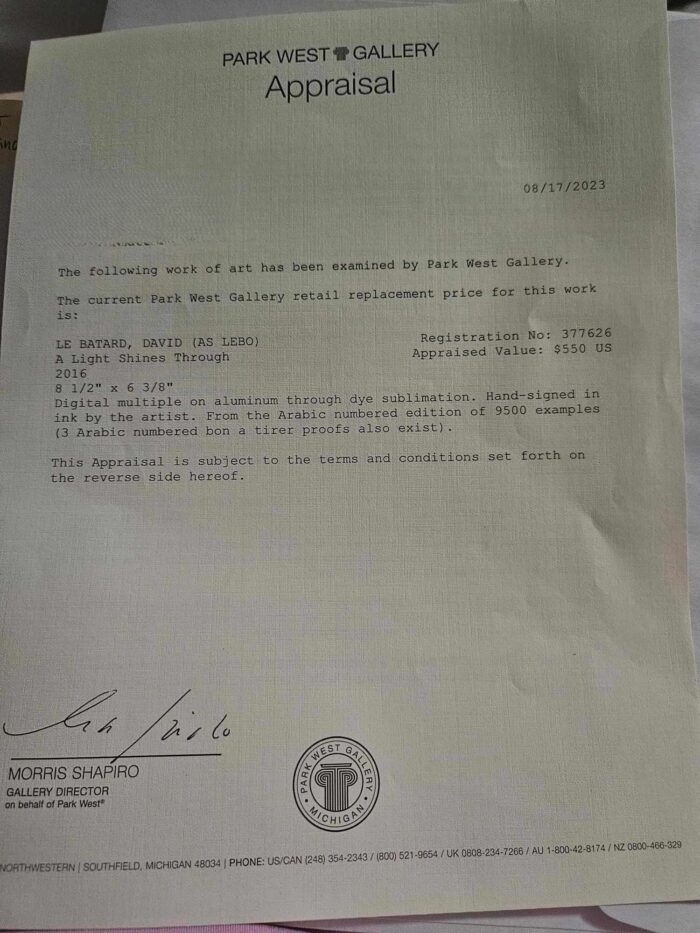 PARK WEST GALLERY
Appraisal
08/17/2023
The following work of art has been examined by Park West Gallery.
The current Park West Gallery retail replacement price for this work
is:
LE BATARD, DAVID (AS LEBO)
Registration No: 377626
A Light Shines Through
Appraised Value: $550 US
2016
8 1/2" x 6 3/8"
Digital multiple on aluminum through dye sublimation. Hand-signed in
ink by the artist. From the Arabic numbered edition of 9500 examples
(3 Arabic numbered bon a tirer proofs also exist).
This Appraisal is subject to the terms and conditions set forth on
the reverse side hereof.
MORRIS SHAPIRO
GALLERY DIRECTOR
on behalf of Park West®
PARK WEST GALLERY
MICHIGAN
NORTHWESTERN | SOUTHFIELD, MICHIGAN 48034 | PHONE: US/CAN (248) 354-2343 / (800) 521-9654 / UK 0808-234-7266 / AU 1-800-42-8174 / NZ 0800-466-329